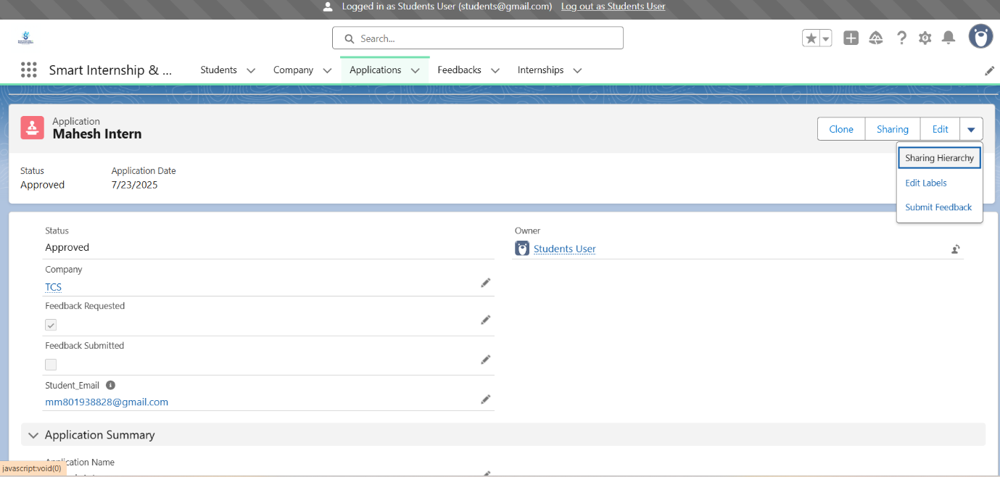 Logged in as Students User (students@gmail.com) Log out as Students User
Search...
Smart Internship & ... Students Company Applications Feedbacks Internships
Application
Mahesh Intern
Clone Sharing Edit
Sharing Hierarchy
Edit Labels
Submit Feedback
Status Application Date
Approved 7/23/2025
Status Owner
Approved Students User
Company
TCS
Feedback Requested
Feedback Submitted
Student_Email
mm801938828@gmail.com
Application Summary
Application Name
javascript:void(0)